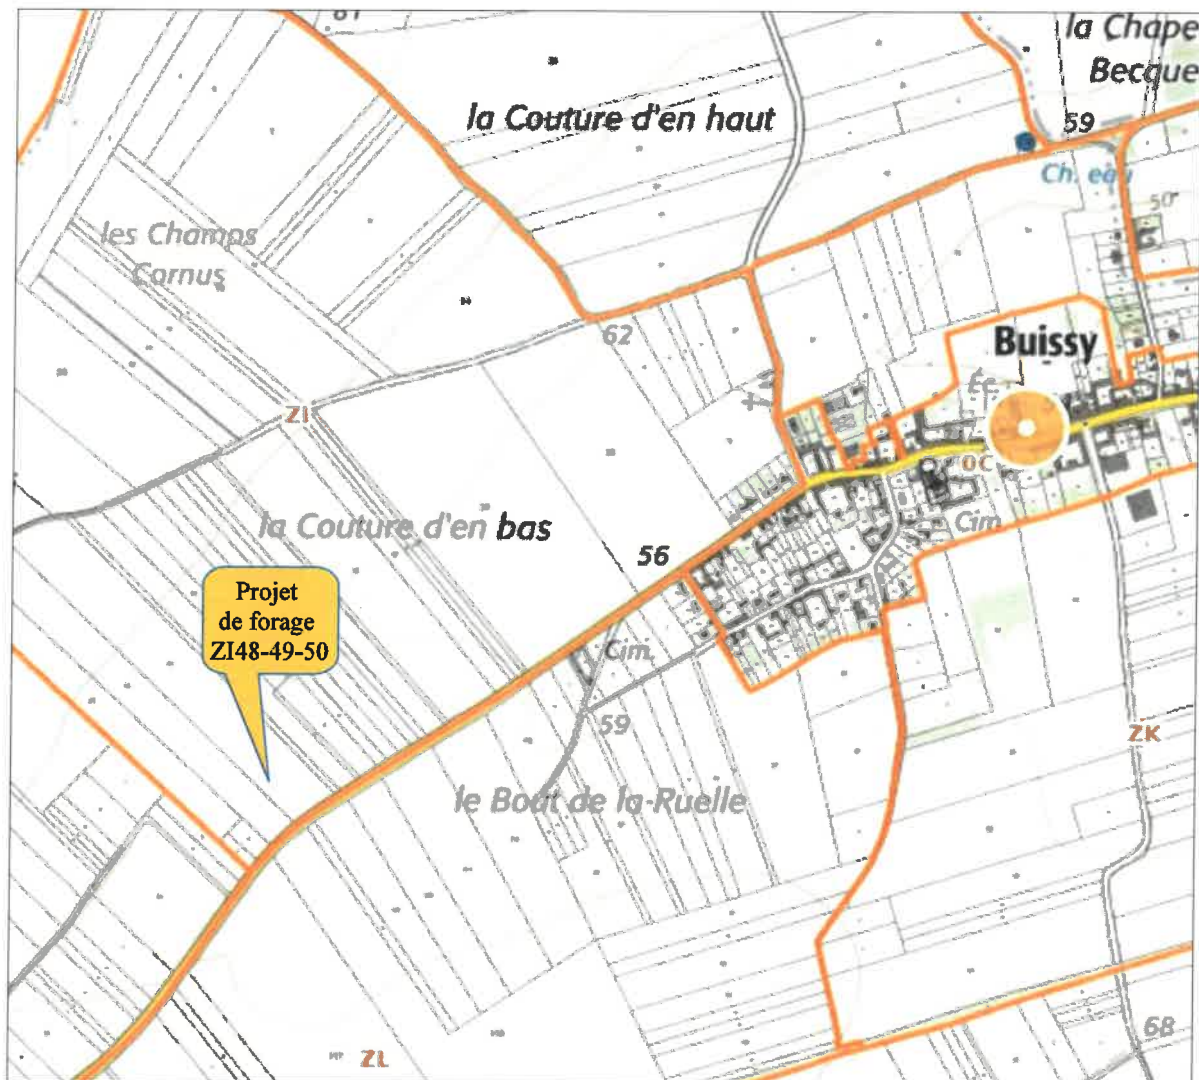 la Chape
Becque
la Couture d'en haut
59
Ch. eau
50
les Champs
Cornus
62
Buissy
Ec.
ZI
OC
la Couture d'en bas
56
Cim
Projet
de forage
ZI48-49-50
Cim.
59
ZK
le Bout de la Ruelle
68
ZL